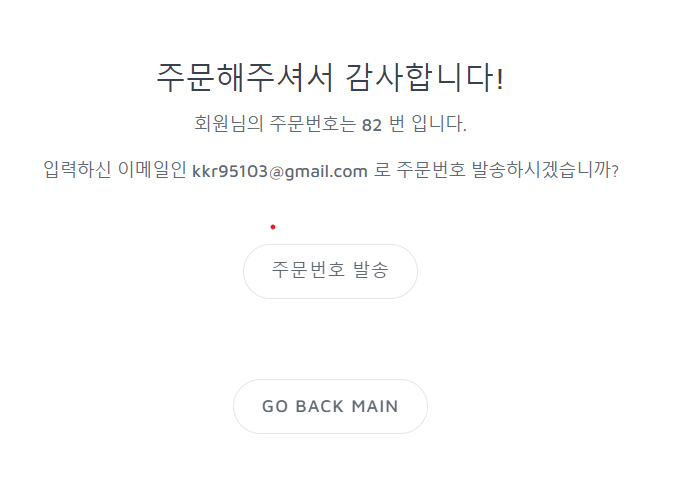 주문해주셔서 감사합니다!
회원님의 주문번호는 82 번 입니다.
입력하신 이메일인 kkr95103@gmail.com 로 주문번호 발송하시겠습니까?
주문번호 발송
GO BACK MAIN